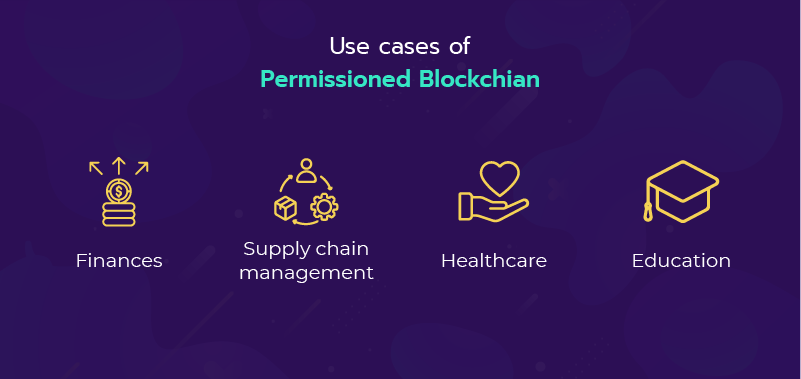 Use cases of
Permissioned Blockchian
Finances
Supply chain
management
Healthcare
Education